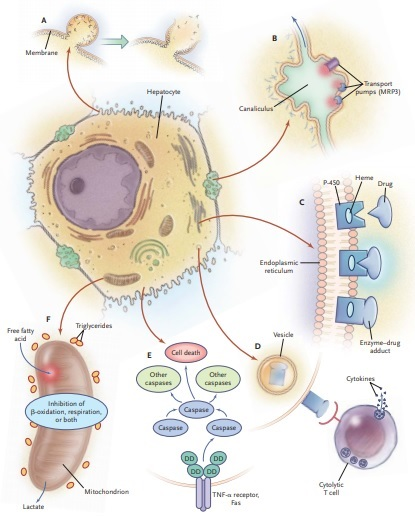 A
Membrane
B
Canaliculus
Transport
pumps (MRP3)
Hepatocyte
C
P-450
Heme
Drug
Endoplasmic
reticulum
Enzyme–drug
adduct
F
Free fatty
acid
Triglycerides
Inhibition of
β-oxidation, respiration,
or both
Mitochondrion
Lactate
E
Cell death
Other
caspases
Other
caspases
Caspase
Caspase
Caspase
DD
DD
DD
DD
TNF-α receptor,
Fas
D
Vesicle
Cytokines
Cytolytic
T cell